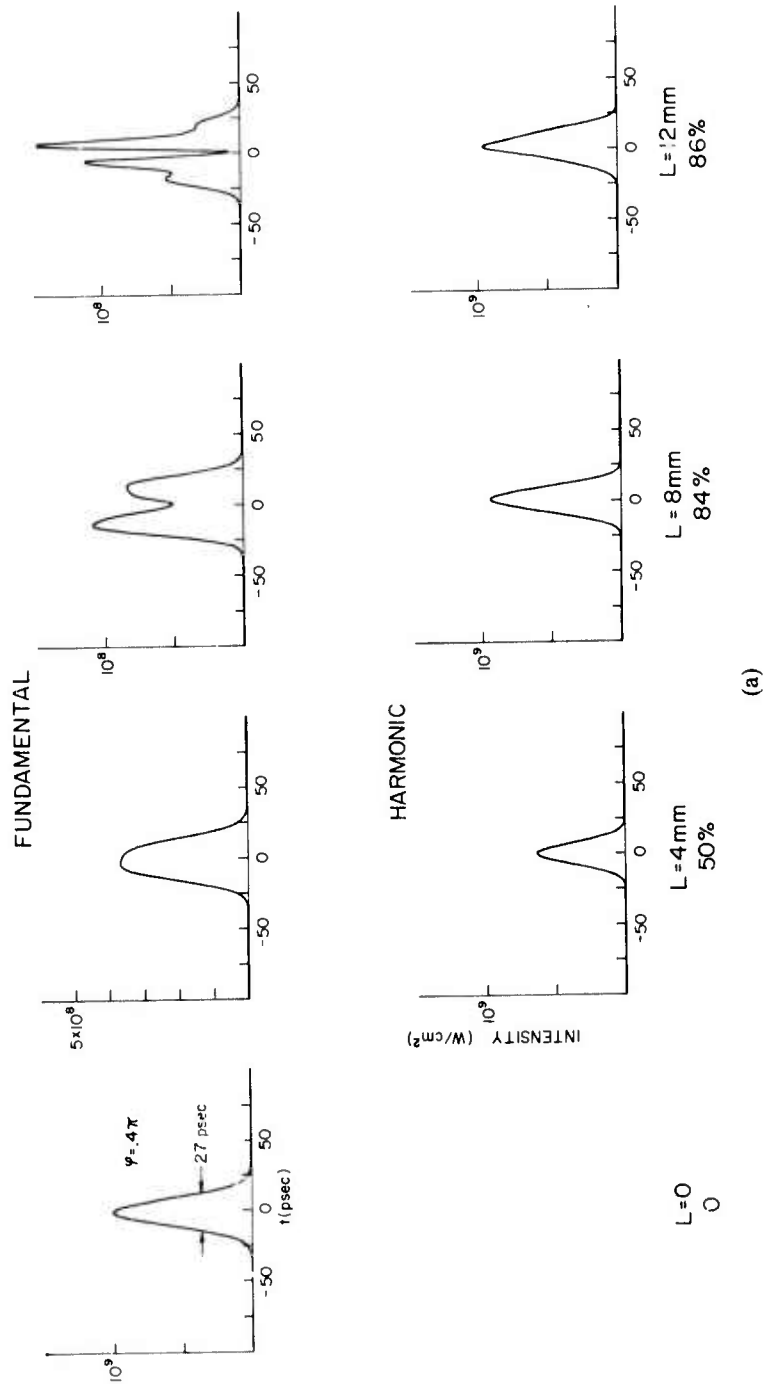 FUNDAMENTAL
10⁹
φ=.4π
27 psec
-50 0 50
t(psec)
5×10⁸
-50 0 50
10⁸
-50 0 50
10⁸
-50 0 50
HARMONIC
INTENSITY (W/cm²)
10⁹
-50 0 50
10⁹
-50 0 50
10⁹
-50 0 50
L=0
0
L=4mm
50%
L=8mm
84%
L=12mm
86%
(a)